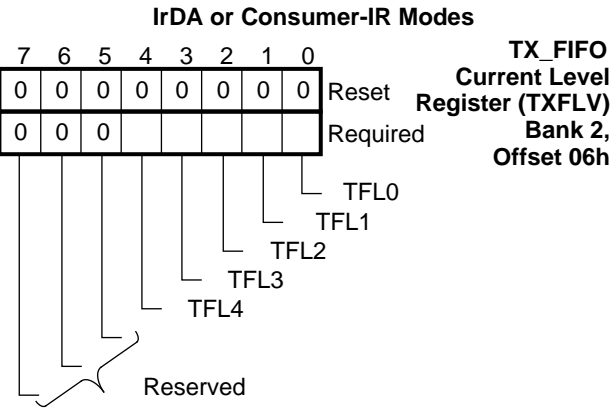 IrDA or Consumer-IR Modes
TX_FIFO
Current Level
Register (TXFLV)
Bank 2,
Offset 06h
7 6 5 4 3 2 1 0
0 0 0 0 0 0 0 0 Reset
0 0 0 Required
TFL0
TFL1
TFL2
TFL3
TFL4
Reserved